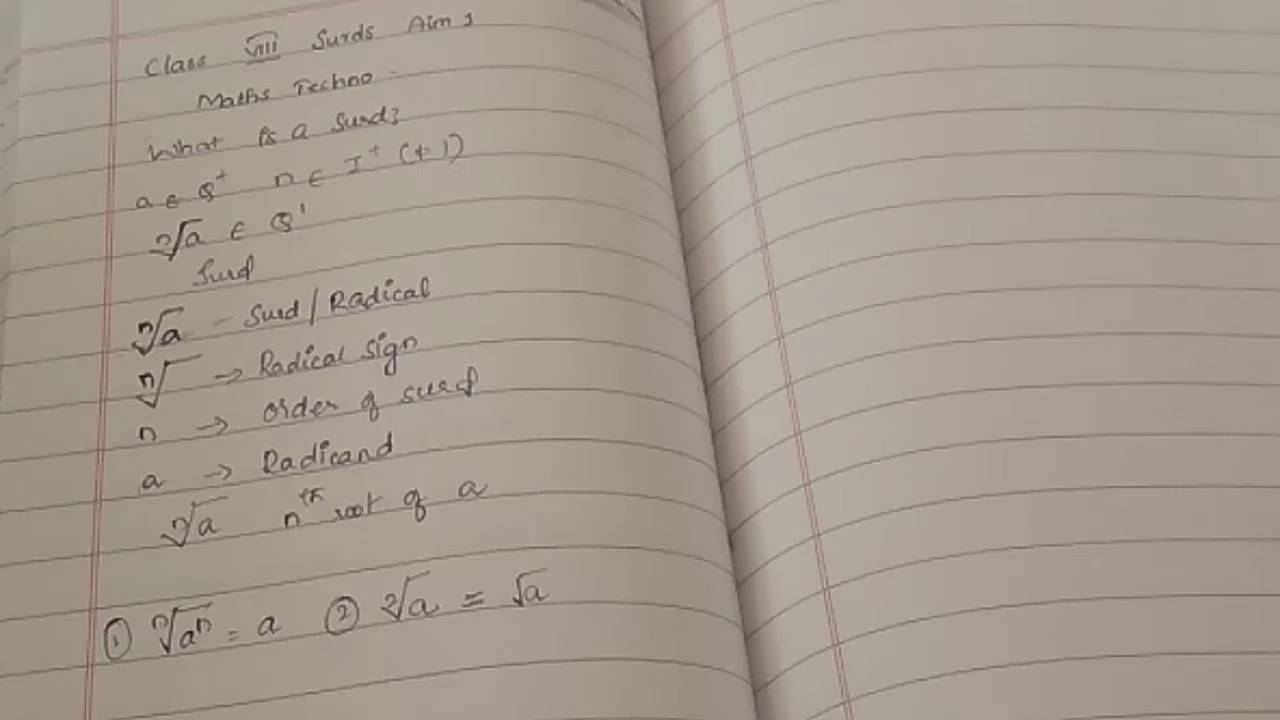 Class VIII Surds Aim 1
Maths Techno
What is a Surd?
a ∈ Q⁺ n ∈ I⁺ (≠ 1)
ⁿ√a ∈ Q'
Surd
ⁿ√a - Surd / Radical
ⁿ√ → Radical sign
n → order of surd
a → Radicand
ⁿ√a nᵗʰ root of a
① ⁿ√aⁿ = a ② ²√a = √a